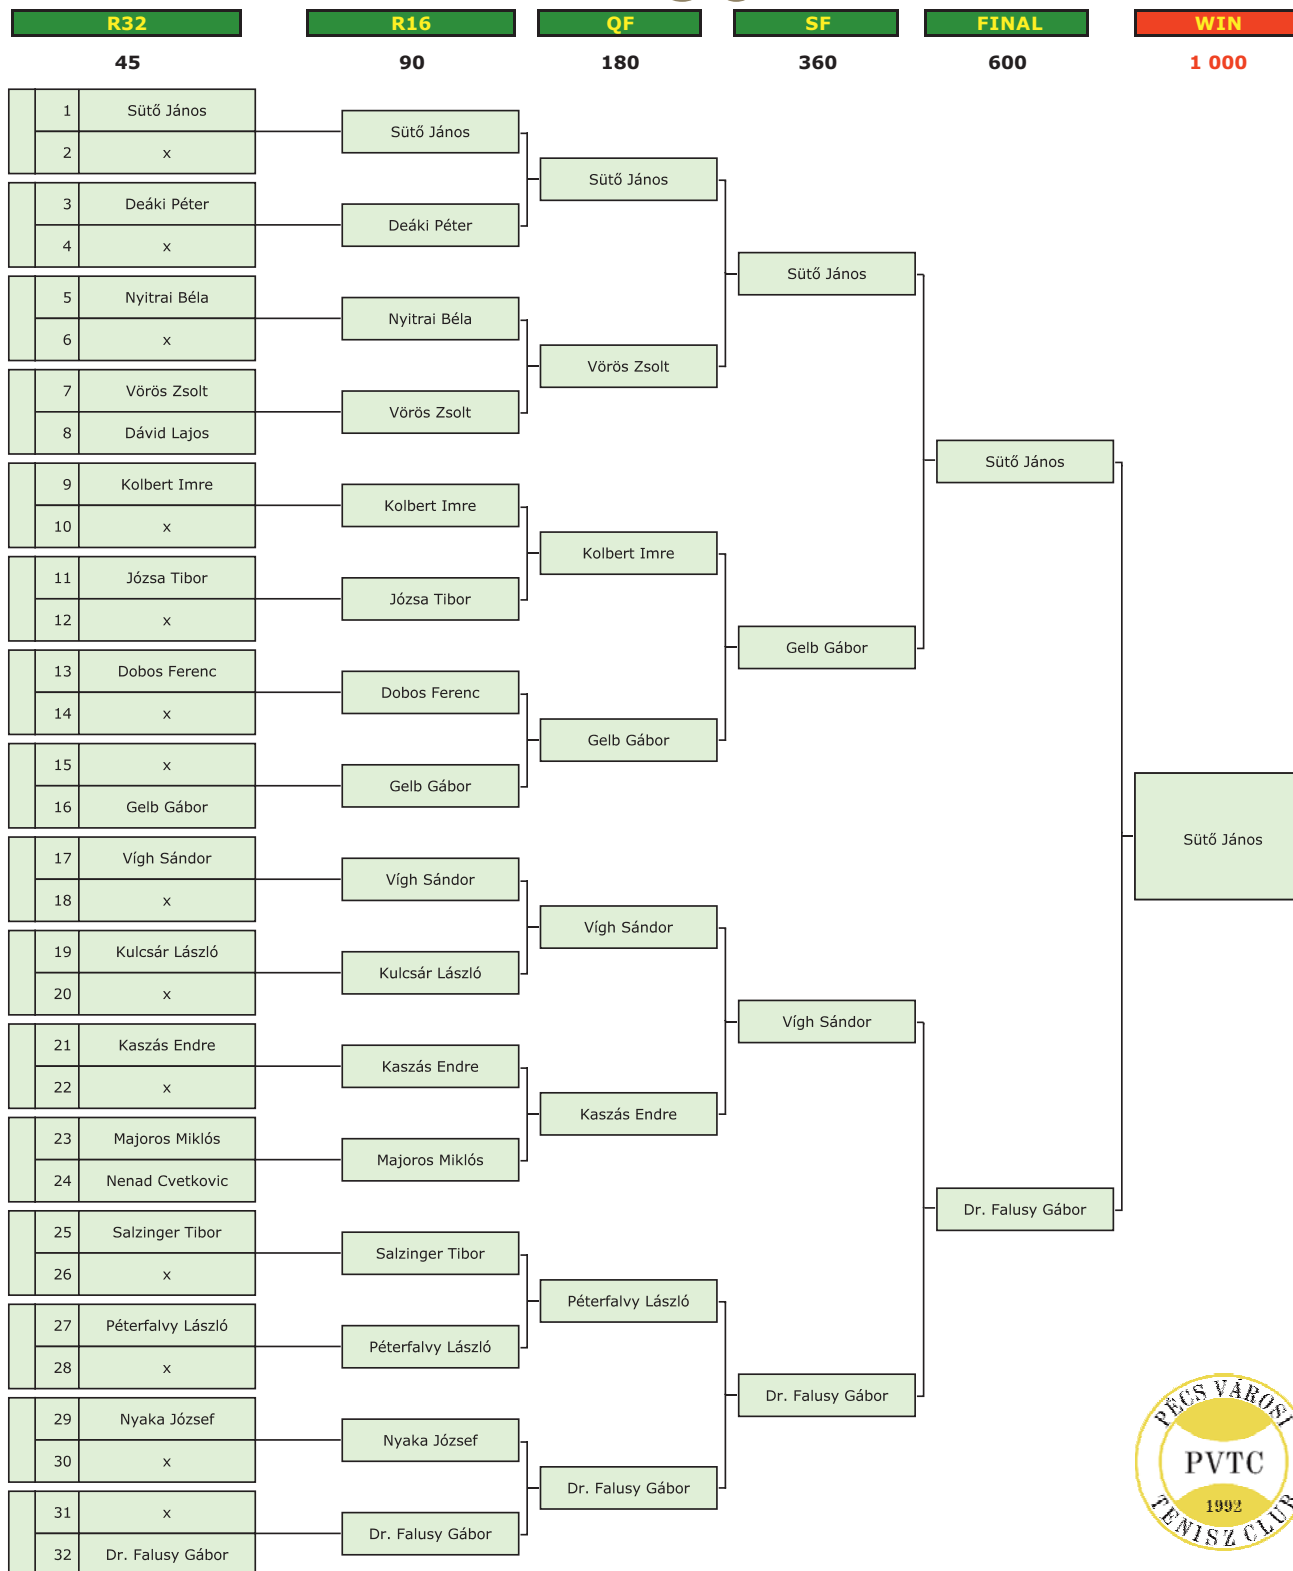 R32 R16 QF SF FINAL WIN
45 90 180 360 600 1 000
1 Sütő János
2 x
3 Deáki Péter
4 x
5 Nyitrai Béla
6 x
7 Vörös Zsolt
8 Dávid Lajos
9 Kolbert Imre
10 x
11 Józsa Tibor
12 x
13 Dobos Ferenc
14 x
15 x
16 Gelb Gábor
17 Vígh Sándor
18 x
19 Kulcsár László
20 x
21 Kaszás Endre
22 x
23 Majoros Miklós
24 Nenad Cvetkovic
25 Salzinger Tibor
26 x
27 Péterfalvy László
28 x
29 Nyaka József
30 x
31 x
32 Dr. Falusy Gábor
Sütő János
Deáki Péter
Nyitrai Béla
Vörös Zsolt
Kolbert Imre
Józsa Tibor
Dobos Ferenc
Gelb Gábor
Vígh Sándor
Kulcsár László
Kaszás Endre
Majoros Miklós
Salzinger Tibor
Péterfalvy László
Nyaka József
Dr. Falusy Gábor
Sütő János
Vörös Zsolt
Kolbert Imre
Gelb Gábor
Vígh Sándor
Kaszás Endre
Péterfalvy László
Dr. Falusy Gábor
Sütő János
Gelb Gábor
Vígh Sándor
Dr. Falusy Gábor
Sütő János
Dr. Falusy Gábor
Sütő János
PÉCS VÁROSI
PVTC
1992
TENISZ CLUB